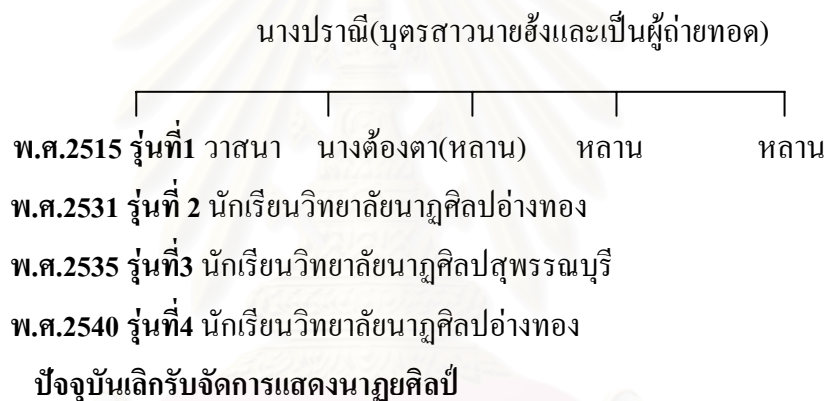 นางปราณี(บุตรสาวนายฮ้งและเป็นผู้ถ่ายทอด)
พ.ศ.2515 รุ่นที่1 วาสนา นางต้องตา(หลาน) หลาน หลาน
พ.ศ.2531 รุ่นที่ 2 นักเรียนวิทยาลัยนาฏศิลปอ่างทอง
พ.ศ.2535 รุ่นที่3 นักเรียนวิทยาลัยนาฏศิลปสุพรรณบุรี
พ.ศ.2540 รุ่นที่4 นักเรียนวิทยาลัยนาฏศิลปอ่างทอง
ปัจจุบันเลิกรับจัดการแสดงนาฏยศิลป์